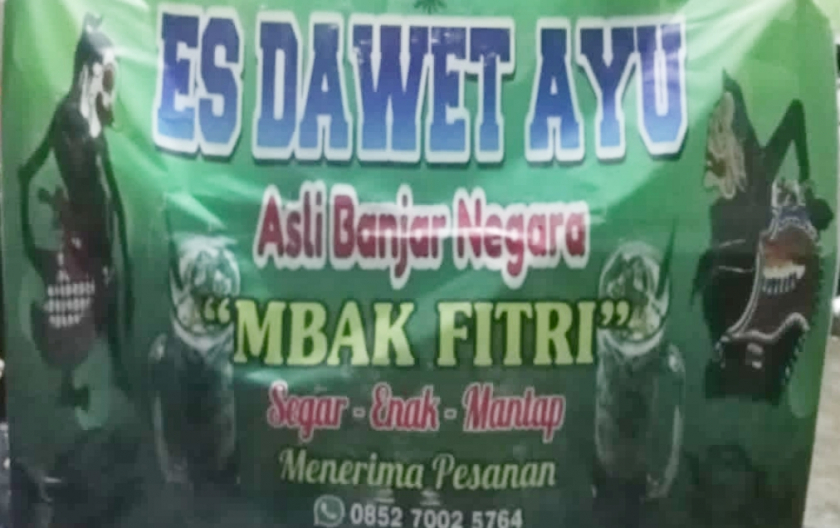 ES DAWET AYU
Asli Banjar Negara
"MBAK FITRI"
Segar - Enak - Mantap
Menerima Pesanan
0852 7002 5764